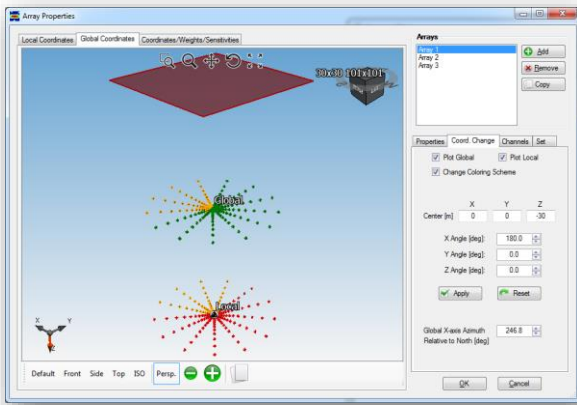 Array Properties
Local Coordinates Global Coordinates Coordinates/Weights/Sensitivities
30x30 101x101
Global
Local
X Y
Z
Default Front Side Top ISO Persp.
Arrays
Array 1
Array 2
Array 3
Add
Remove
Copy
Properties Coord. Change Channels Set
Plot Global Plot Local
Change Coloring Scheme
X Y Z
Center [m] 0 0 -30
X Angle [deg]: 180.0
Y Angle [deg]: 0.0
Z Angle [deg]: 0.0
Apply Reset
Global X-axis Azimuth 246.8
Relative to North [deg]
OK Cancel